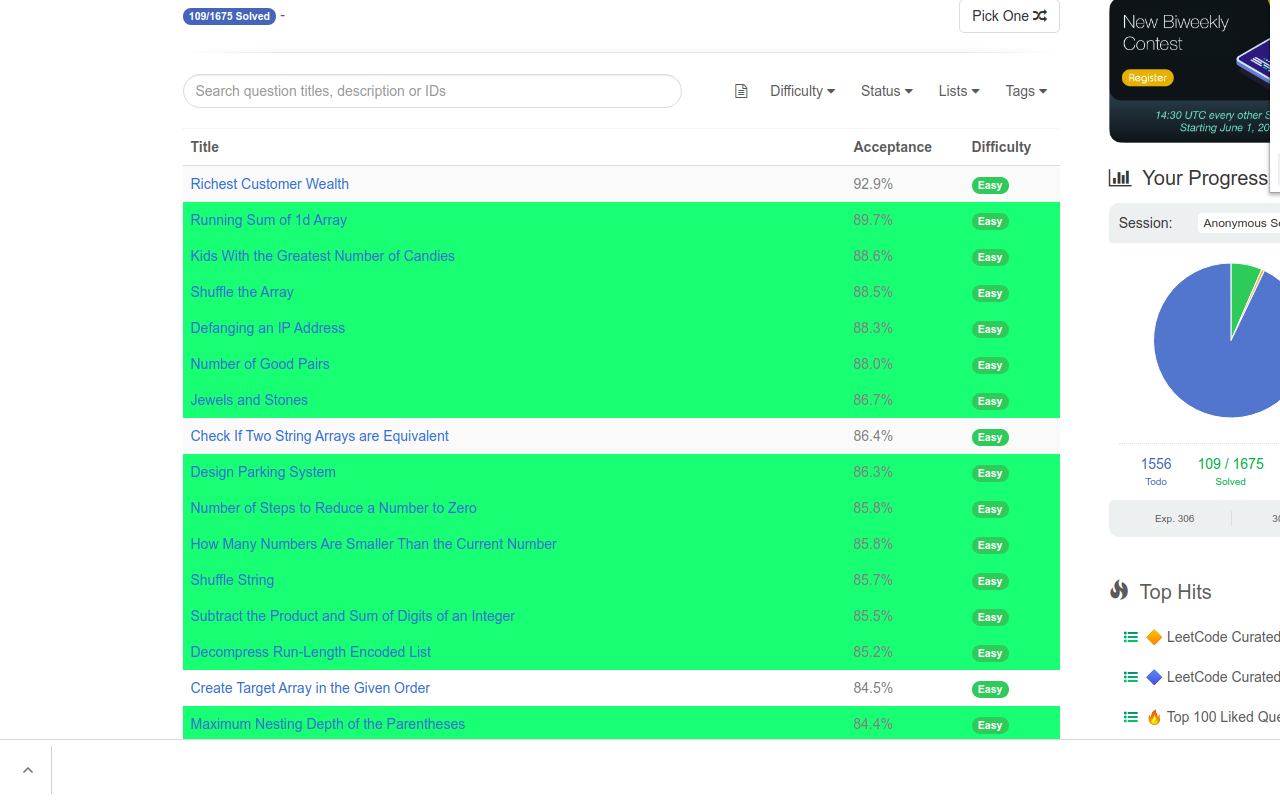 109/1675 Solved -
Pick One
Search question titles, description or IDs
Difficulty Status Lists Tags
Title Acceptance Difficulty
Richest Customer Wealth 92.9% Easy
Running Sum of 1d Array 89.7% Easy
Kids With the Greatest Number of Candies 88.6% Easy
Shuffle the Array 88.5% Easy
Defanging an IP Address 88.3% Easy
Number of Good Pairs 88.0% Easy
Jewels and Stones 86.7% Easy
Check If Two String Arrays are Equivalent 86.4% Easy
Design Parking System 86.3% Easy
Number of Steps to Reduce a Number to Zero 85.8% Easy
How Many Numbers Are Smaller Than the Current Number 85.8% Easy
Shuffle String 85.7% Easy
Subtract the Product and Sum of Digits of an Integer 85.5% Easy
Decompress Run-Length Encoded List 85.2% Easy
Create Target Array in the Given Order 84.5% Easy
Maximum Nesting Depth of the Parentheses 84.4% Easy
New Biweekly
Contest
Register
14:30 UTC every other S
Starting June 1, 20
Your Progress
Session: Anonymous Se
1556 109 / 1675
Todo Solved
Exp. 306 30
Top Hits
LeetCode Curated
LeetCode Curated
Top 100 Liked Que